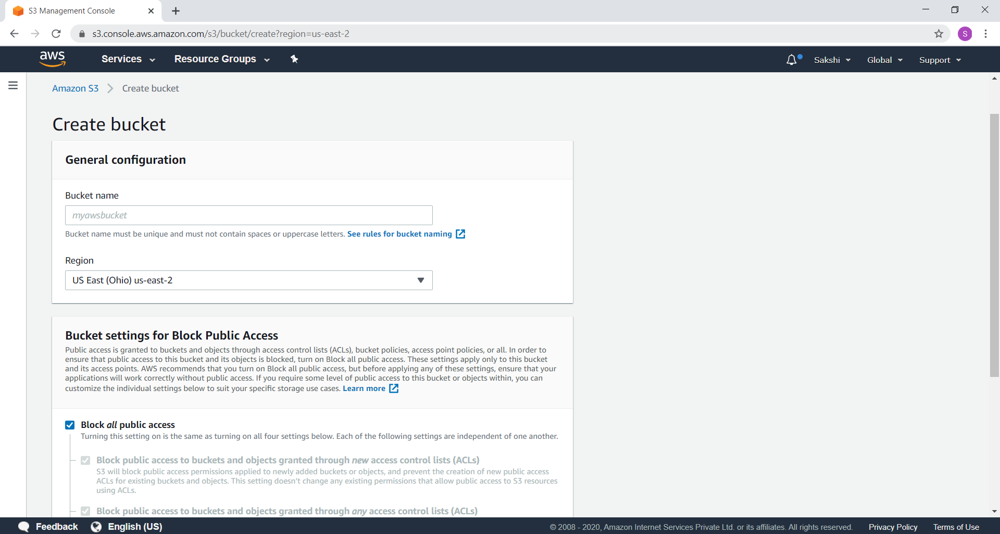 S3 Management Console
s3.console.aws.amazon.com/s3/bucket/create?region=us-east-2
S
aws
Services
Resource Groups
Sakshi
Global
Support
Amazon S3
Create bucket
Create bucket
General configuration
Bucket name
myawsbucket
Bucket name must be unique and must not contain spaces or uppercase letters. See rules for bucket naming
Region
US East (Ohio) us-east-2
Bucket settings for Block Public Access
Public access is granted to buckets and objects through access control lists (ACLs), bucket policies, access point policies, or all. In order to
ensure that public access to this bucket and its objects is blocked, turn on Block all public access. These settings apply only to this bucket
and its access points. AWS recommends that you turn on Block all public access, but before applying any of these settings, ensure that your
applications will work correctly without public access. If you require some level of public access to this bucket or objects within, you can
customize the individual settings below to suit your specific storage use cases. Learn more
Block all public access
Turning this setting on is the same as turning on all four settings below. Each of the following settings are independent of one another.
Block public access to buckets and objects granted through new access control lists (ACLs)
S3 will block public access permissions applied to newly added buckets or objects, and prevent the creation of new public access
ACLs for existing buckets and objects. This setting doesn't change any existing permissions that allow public access to S3 resources
using ACLs.
Block public access to buckets and objects granted through any access control lists (ACLs)
Feedback
English (US)
© 2008 - 2020, Amazon Internet Services Private Ltd. or its affiliates. All rights reserved.
Privacy Policy
Terms of Use